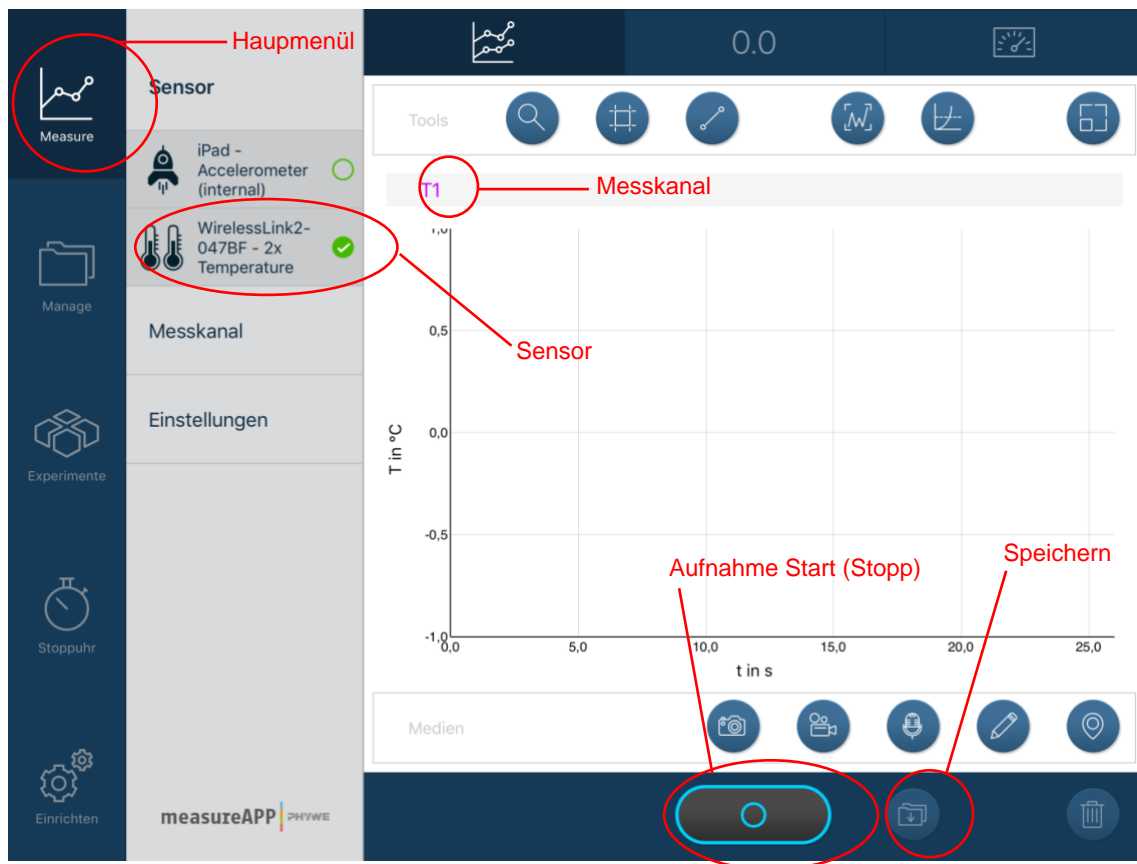 Haupmenül
Measure
Manage
Experimente
Stoppuhr
Einrichten
Sensor
iPad -
Accelerometer
(internal)
WirelessLink2-
047BF - 2x
Temperature
Messkanal
Einstellungen
measureAPP PHYWE
0.0
Tools
T1
Messkanal
Sensor
T in °C
1,0
0,5
0,0
-0,5
-1,0
0,0 5,0 10,0 15,0 20,0 25,0
t in s
Aufnahme Start (Stopp)
Speichern
Medien